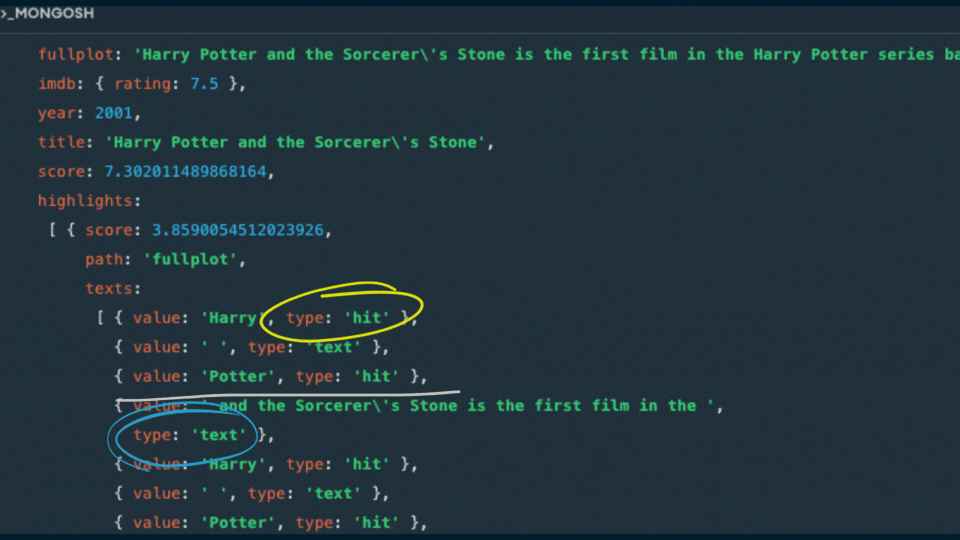 >_MONGOSH
fullplot: 'Harry Potter and the Sorcerer\'s Stone is the first film in the Harry Potter series ba
imdb: { rating: 7.5 },
year: 2001,
title: 'Harry Potter and the Sorcerer\'s Stone',
score: 7.302011489868164,
highlights:
[ { score: 3.8590054512023926,
path: 'fullplot',
texts:
[ { value: 'Harry', type: 'hit' },
{ value: ' ', type: 'text' },
{ value: 'Potter', type: 'hit' },
{ value: ' and the Sorcerer\'s Stone is the first film in the ',
type: 'text' },
{ value: 'Harry', type: 'hit' },
{ value: ' ', type: 'text' },
{ value: 'Potter', type: 'hit' },